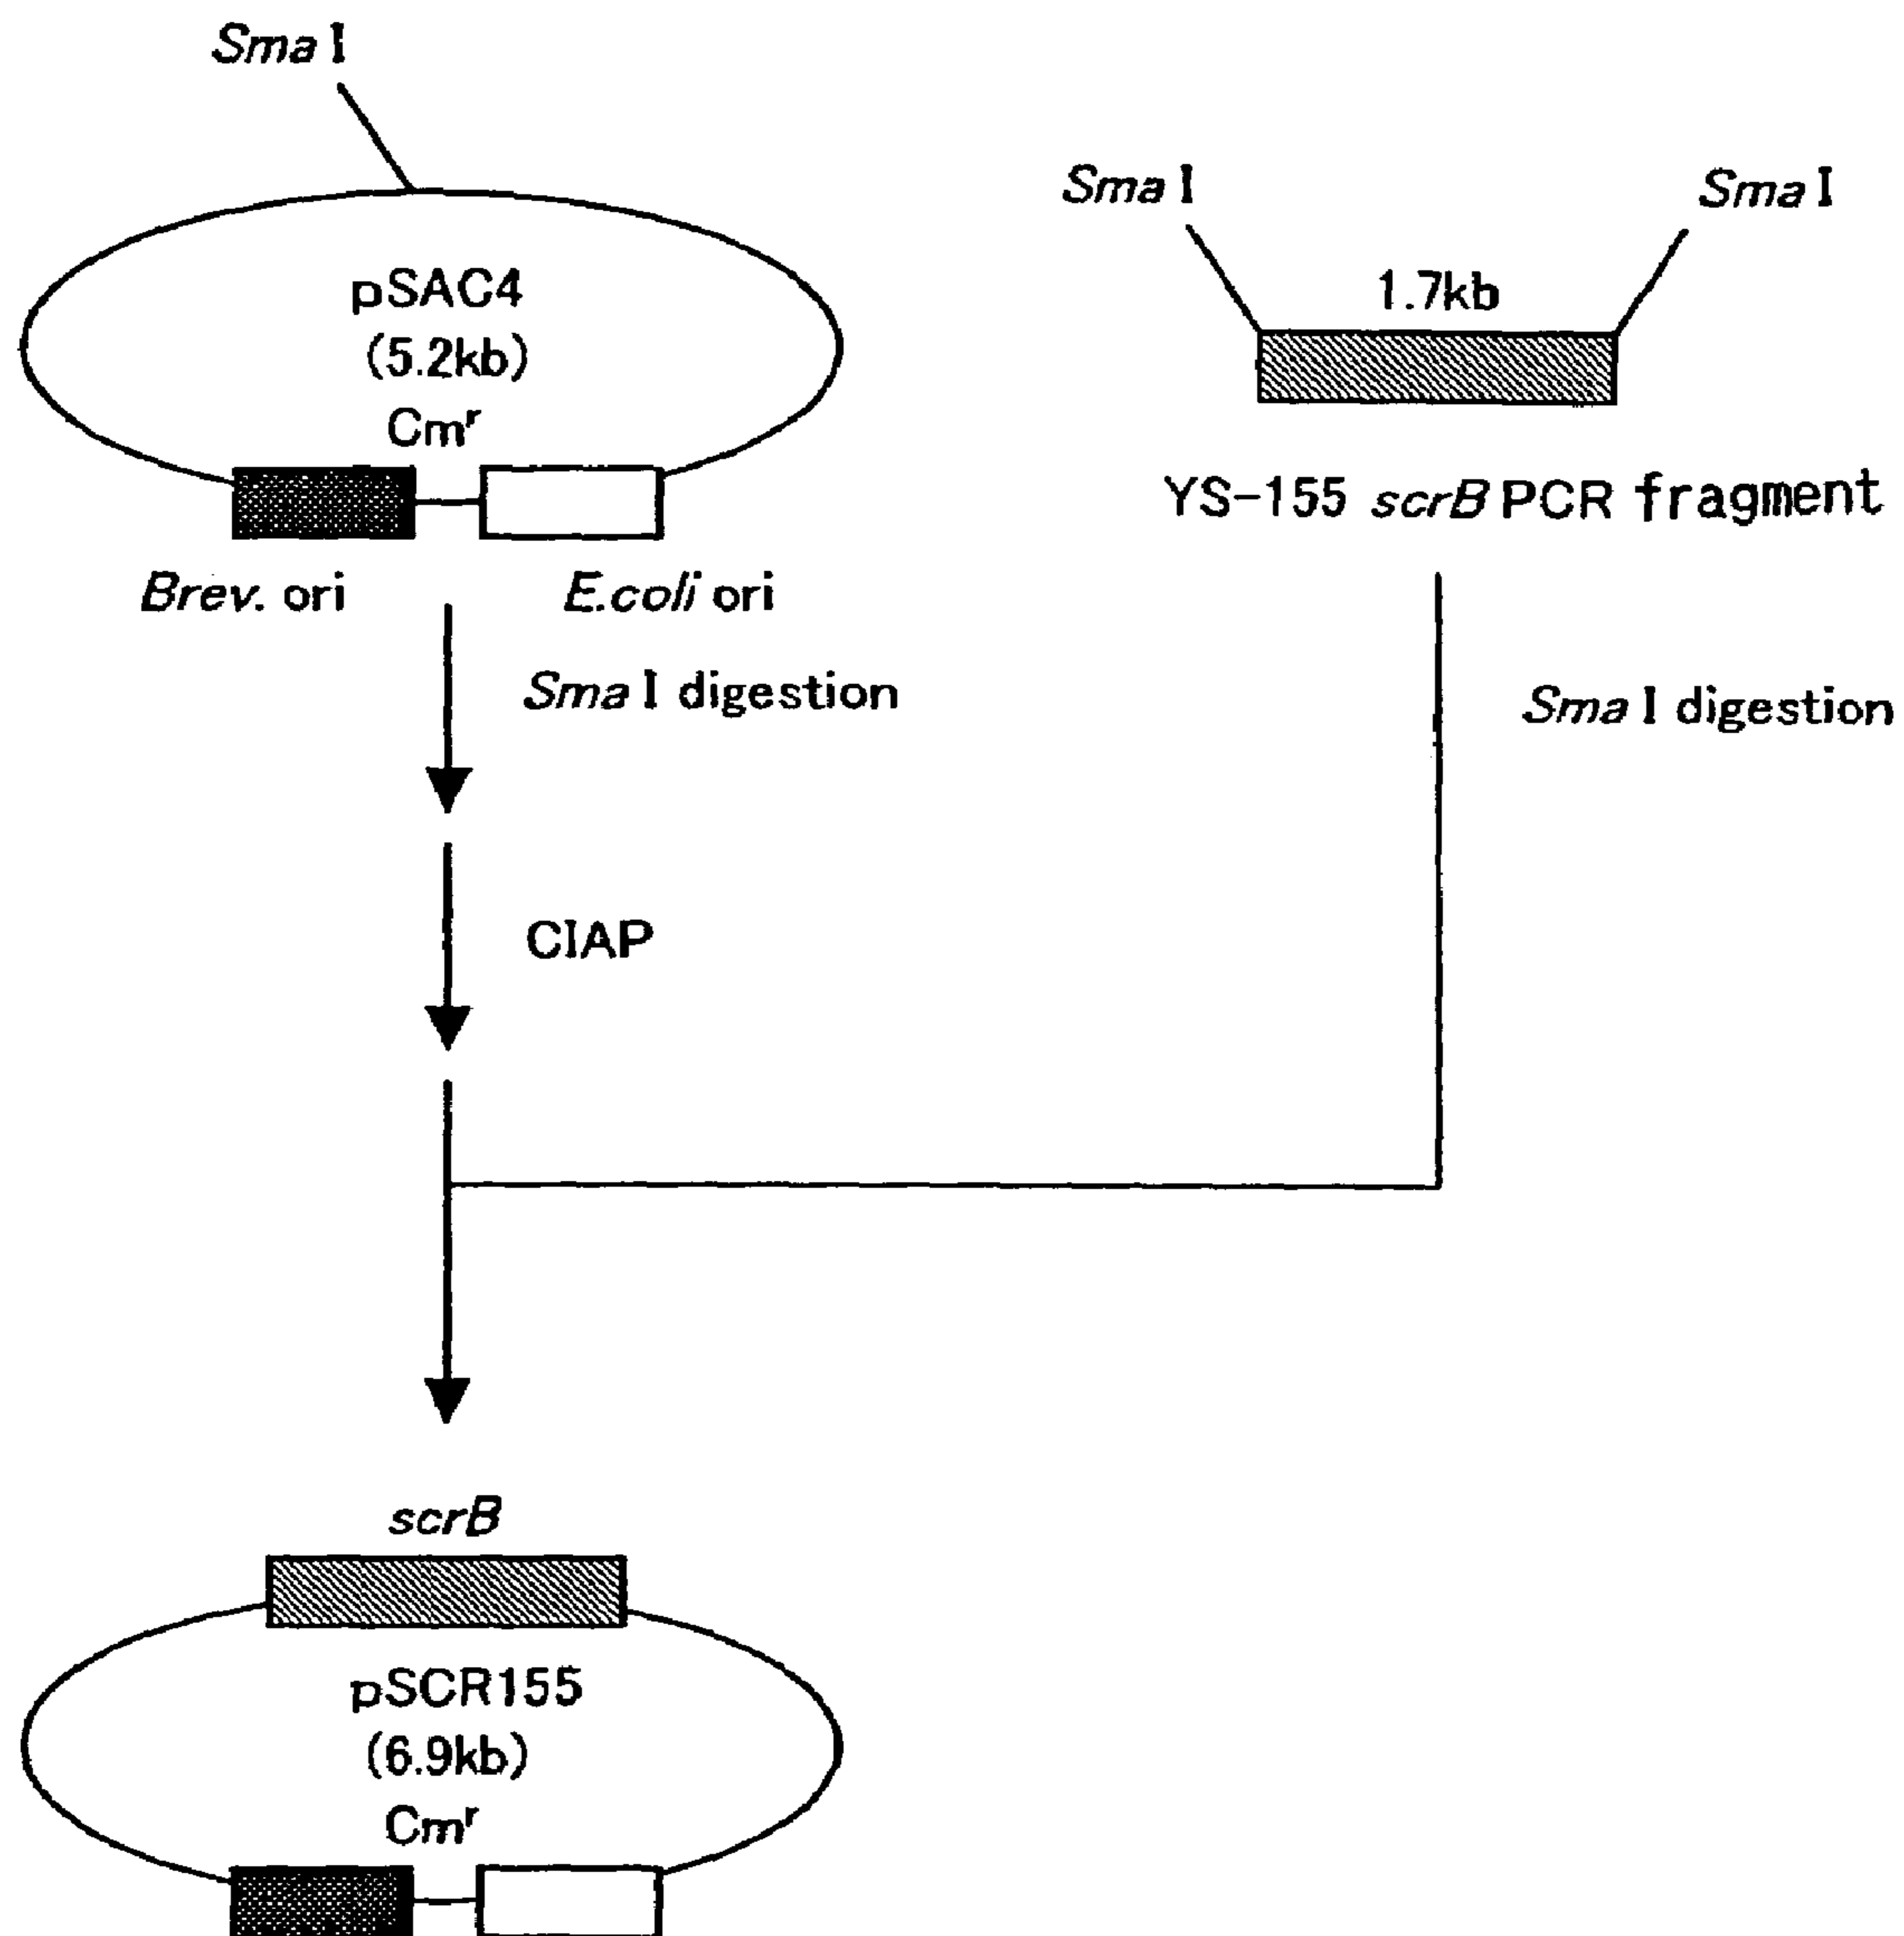 Sma I
pSAC4
(5.2kb)
Cmʳ
Brev. ori
E.coli ori
Sma I
Sma I
1.7kb
YS-155 scrB PCR fragment
Sma I digestion
Sma I digestion
CIAP
scrB
pSCR155
(6.9kb)
Cmʳ